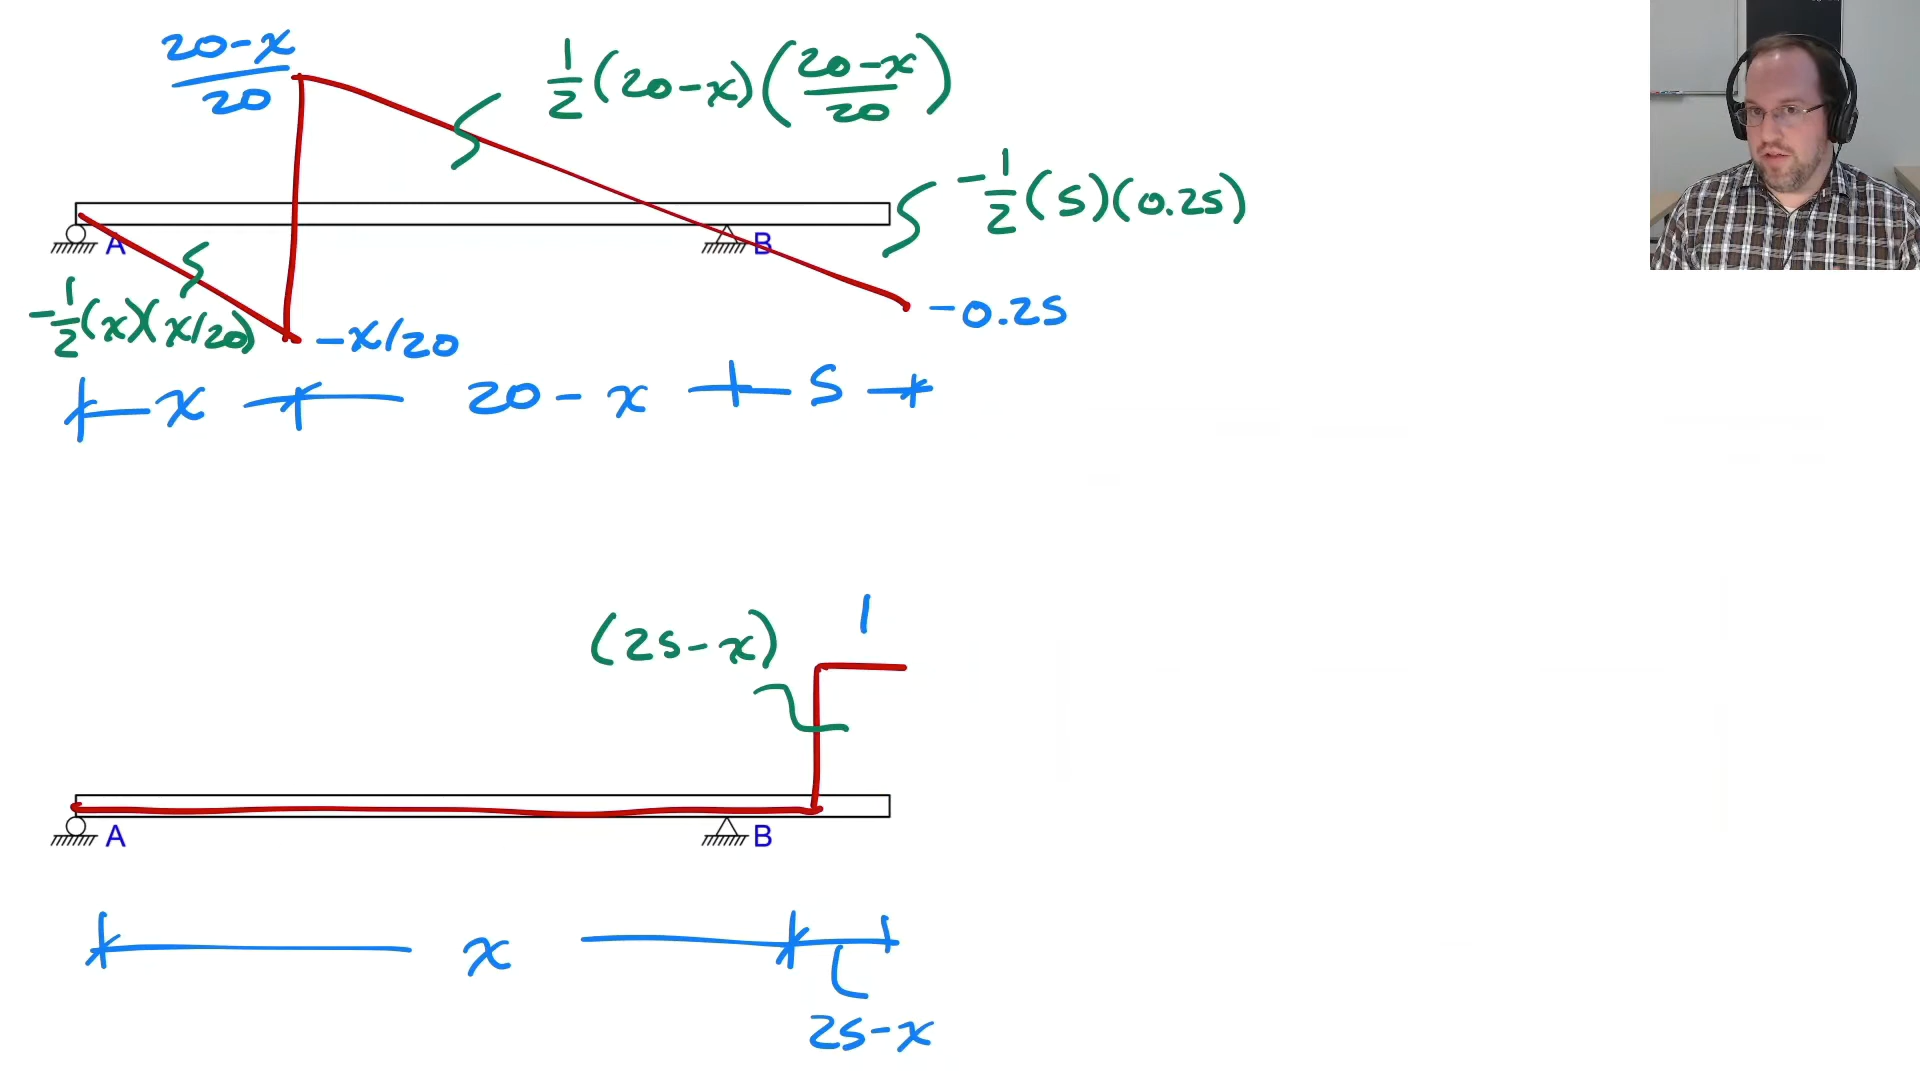 20-x
20
1/2 (20-x)(20-x/20)
-1/2 (5)(0.25)
A
B
-1/2 (x)(x/20)
-x/20
-0.25
x
20-x
5
(25-x)
1
A
B
x
25-x